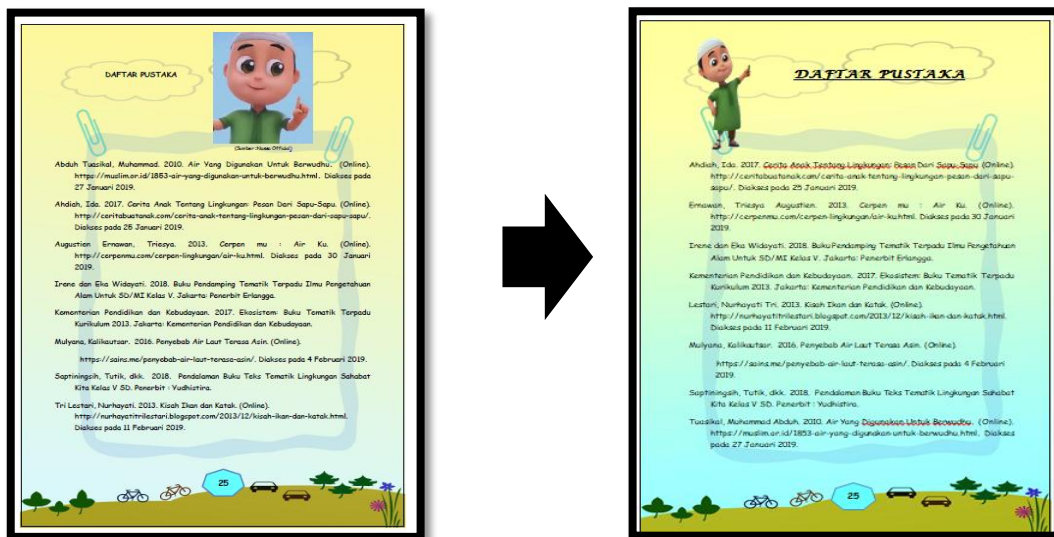 DAFTAR PUSTAKA
(Sumber :Nussa Official)
Abduh Tuasikal, Muhammad. 2010. Air Yang Digunakan Untuk Berwudhu. (Online).
https://muslim.or.id/1853-air-yang-digunakan-untuk-berwudhu.html. Diakses pada
27 Januari 2019.
Ahdiah, Ida. 2017. Cerita Anak Tentang Lingkungan: Pesan Dari Sapu-Sapu. (Online).
http://ceritabuatanak.com/cerita-anak-tentang-lingkungan-pesan-dari-sapu-sapu/.
Diakses pada 25 Januari 2019.
Augustien Ernawan, Triesya. 2013. Cerpen mu : Air Ku. (Online).
http://cerpenmu.com/cerpen-lingkungan/air-ku.html. Diakses pada 30 Januari
2019.
Irene dan Eka Widayati. 2018. Buku Pendamping Tematik Terpadu Ilmu Pengetahuan
Alam Untuk SD/MI Kelas V. Jakarta: Penerbit Erlangga.
Kementerian Pendidikan dan Kebudayaan. 2017. Ekosistem: Buku Tematik Terpadu
Kurikulum 2013. Jakarta: Kementerian Pendidikan dan Kebudayaan.
Mulyana, Kalikautsar. 2016. Penyebab Air Laut Terasa Asin. (Online).
https://sains.me/penyebab-air-laut-terasa-asin/. Diakses pada 4 Februari 2019.
Saptiningsih, Tutik, dkk. 2018. Pendalaman Buku Teks Tematik Lingkungan Sahabat
Kita Kelas V SD. Penerbit : Yudhistira.
Tri Lestari, Nurhayati. 2013. Kisah Ikan dan Katak. (Online).
http://nurhayatitrilestari.blogspot.com/2013/12/kisah-ikan-dan-katak.html.
Diakses pada 11 Februari 2019.
25
DAFTAR PUSTAKA
Ahdiah, Ida. 2017. Cerita Anak Tentang Lingkungan: Pesan Dari Sapu-Sapu. (Online).
http://ceritabuatanak.com/cerita-anak-tentang-lingkungan-pesan-dari-sapu-
sapu/. Diakses pada 25 Januari 2019.
Ernawan, Triesya Augustien. 2013. Cerpen mu : Air Ku. (Online).
http://cerpenmu.com/cerpen-lingkungan/air-ku.html. Diakses pada 30 Januari
2019.
Irene dan Eka Widayati. 2018. Buku Pendamping Tematik Terpadu Ilmu Pengetahuan
Alam Untuk SD/MI Kelas V. Jakarta: Penerbit Erlangga.
Kementerian Pendidikan dan Kebudayaan. 2017. Ekosistem: Buku Tematik Terpadu
Kurikulum 2013. Jakarta: Kementerian Pendidikan dan Kebudayaan.
Lestari, Nurhayati Tri. 2013. Kisah Ikan dan Katak. (Online).
http://nurhayatitrilestari.blogspot.com/2013/12/kisah-ikan-dan-katak.html.
Diakses pada 11 Februari 2019.
Mulyana, Kalikautsar. 2016. Penyebab Air Laut Terasa Asin. (Online).
https://sains.me/penyebab-air-laut-terasa-asin/. Diakses pada 4 Februari
2019.
Saptiningsih, Tutik, dkk. 2018. Pendalaman Buku Teks Tematik Lingkungan Sahabat
Kita Kelas V SD. Penerbit : Yudhistira.
Tuasikal, Muhammad Abduh. 2010. Air Yang Digunakan Untuk Berwudhu. (Online).
https://muslim.or.id/1853-air-yang-digunakan-untuk-berwudhu.html. Diakses
pada 27 Januari 2019.
25